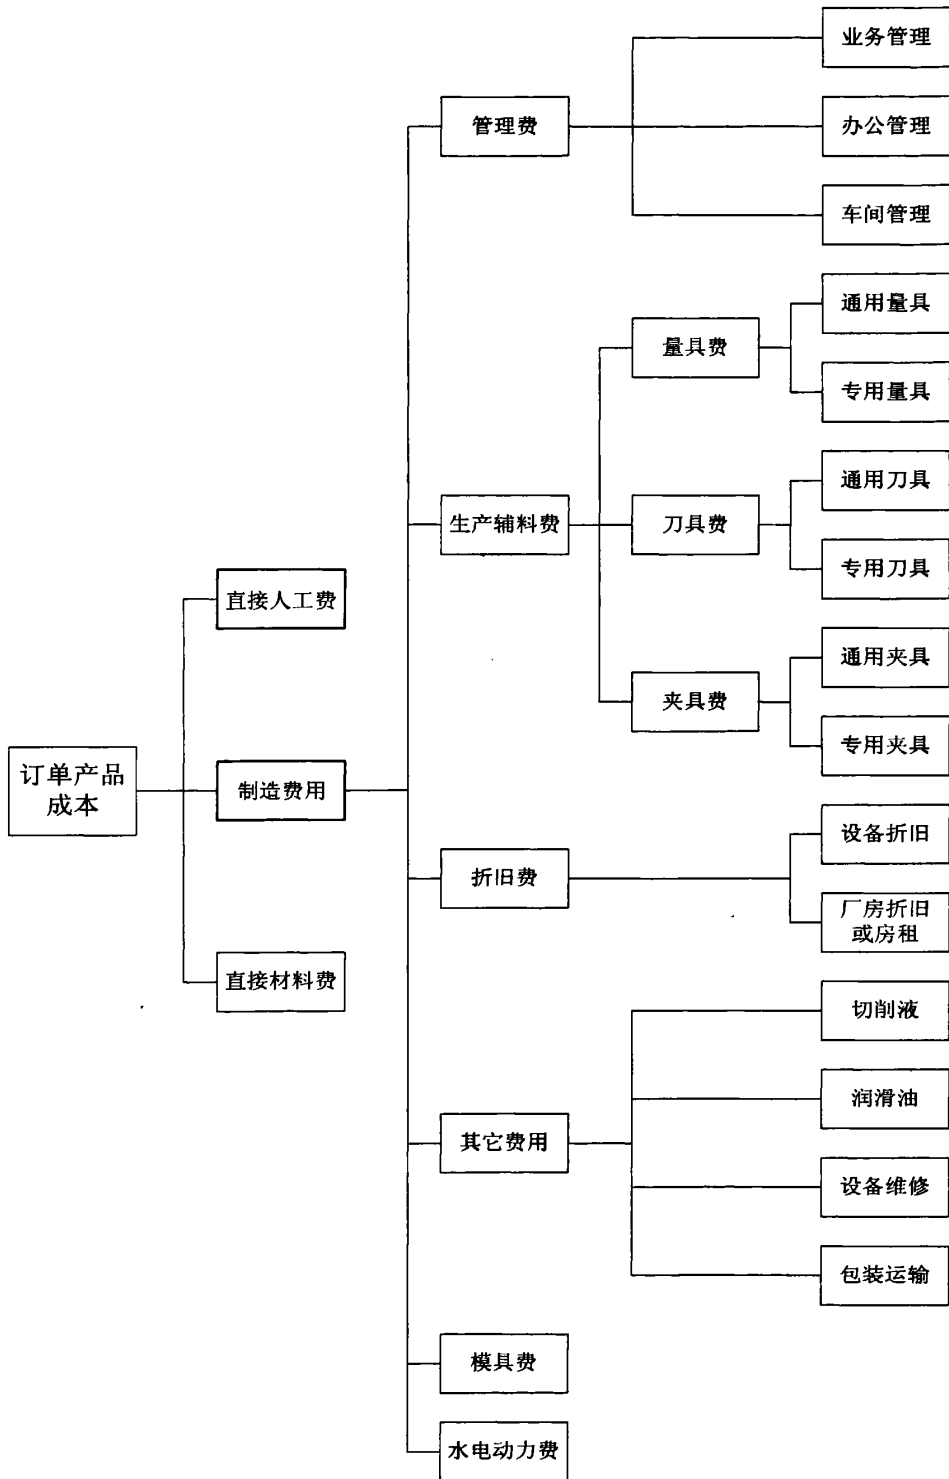 业务管理
管理费
办公管理
车间管理
通用量具
量具费
专用量具
通用刀具
生产辅料费
刀具费
专用刀具
直接人工费
通用夹具
夹具费
专用夹具
订单产品
成本
制造费用
设备折旧
折旧费
厂房折旧
或房租
直接材料费
切削液
润滑油
其它费用
设备维修
包装运输
模具费
水电动力费